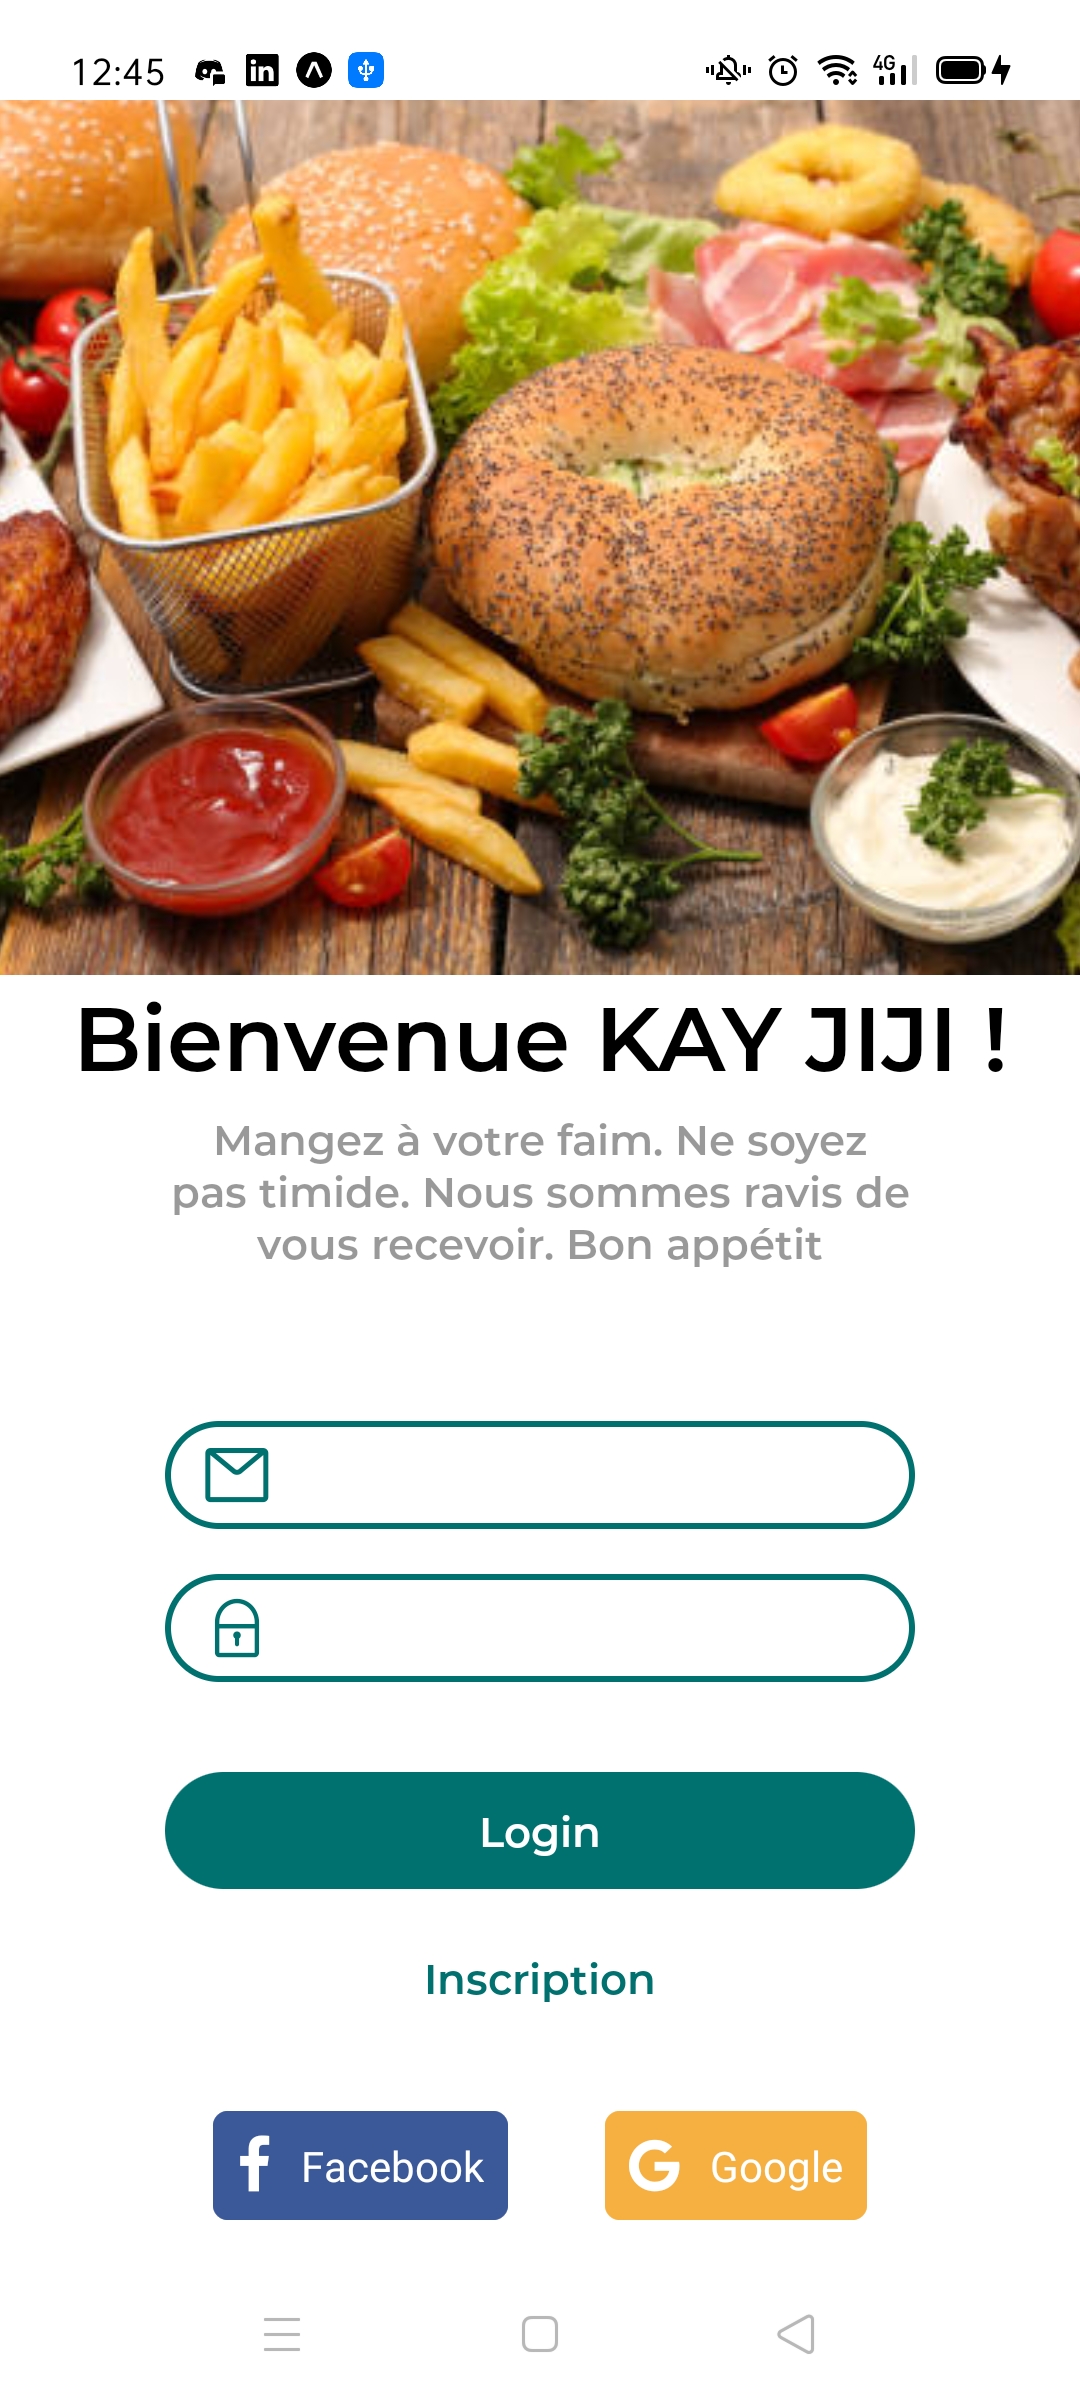 12:45
4G
Bienvenue KAY JIJI !
Mangez à votre faim. Ne soyez
pas timide. Nous sommes ravis de
vous recevoir. Bon appétit
Login
Inscription
Facebook
Google